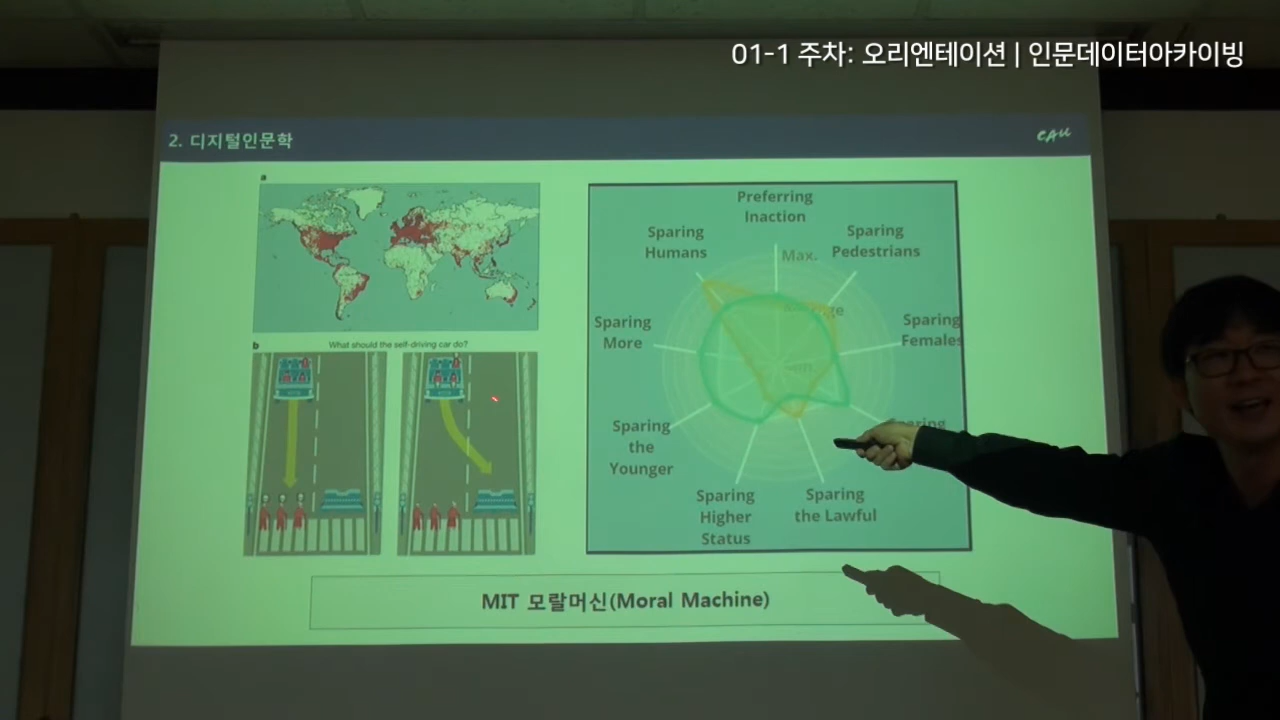 01-1 주차: 오리엔테이션 | 인문데이터아카이빙
2. 디지털인문학
CAU
a
b
What should the self-driving car do?
Preferring
Inaction
Sparing
Humans
Sparing
Pedestrians
Max.
Sparing
More
Sparing
Females
Sparing
the
Younger
Sparing
Higher
Status
Sparing
the Lawful
MIT 모랄머신(Moral Machine)